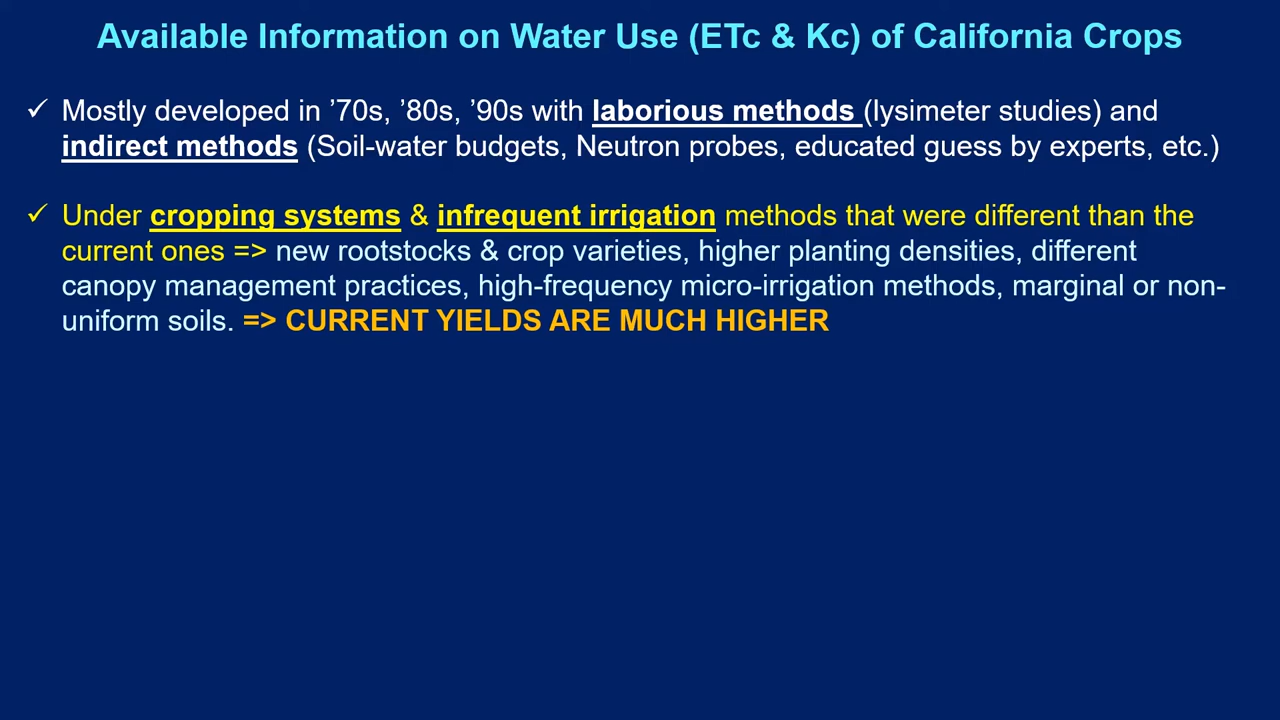 Available Information on Water Use (ETc & Kc) of California Crops
✓ Mostly developed in ’70s, ’80s, ’90s with laborious methods (lysimeter studies) and
indirect methods (Soil-water budgets, Neutron probes, educated guess by experts, etc.)
✓ Under cropping systems & infrequent irrigation methods that were different than the
current ones => new rootstocks & crop varieties, higher planting densities, different
canopy management practices, high-frequency micro-irrigation methods, marginal or non-
uniform soils. => CURRENT YIELDS ARE MUCH HIGHER